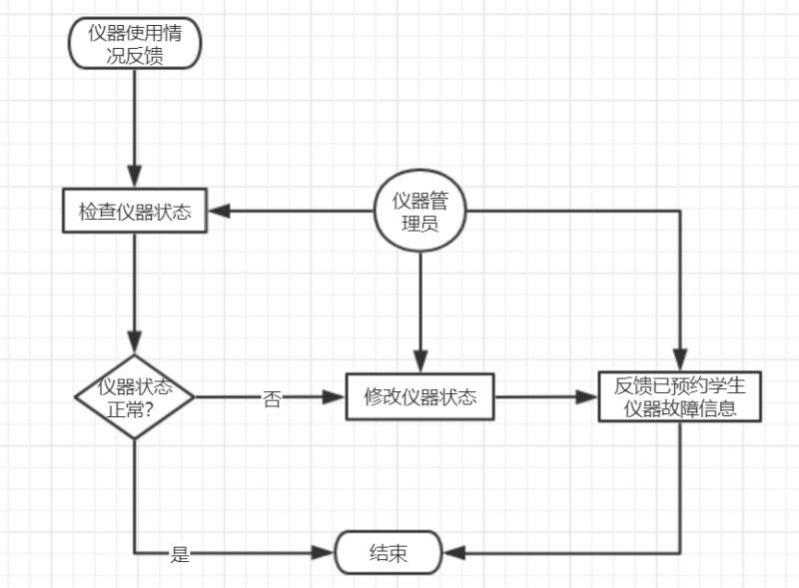 仪器使用情
况反馈
检查仪器状态
仪器管
理员
仪器状态
正常?
否
修改仪器状态
反馈已预约学生
仪器故障信息
是
结束